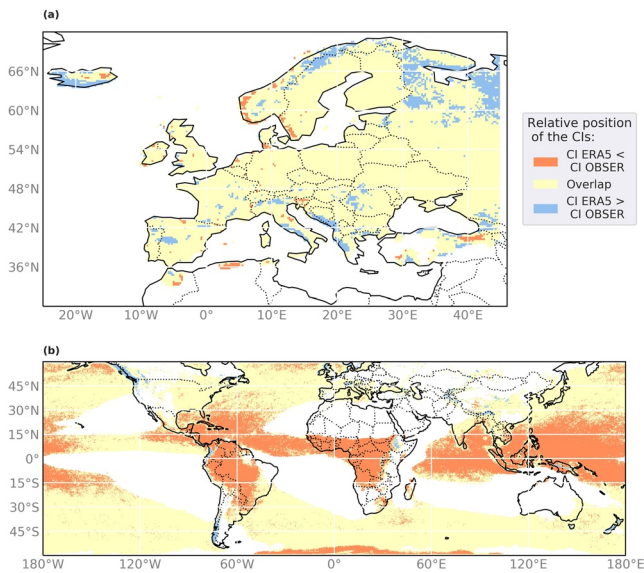 (a)
66°N
60°N
54°N
48°N
42°N
36°N
20°W 10°W 0° 10°E 20°E 30°E 40°E
Relative position
of the CIs:
CI ERA5 <
CI OBSER
Overlap
CI ERA5 >
CI OBSER
(b)
45°N
30°N
15°N
0°
15°S
30°S
45°S
180°W 120°W 60°W 0° 60°E 120°E 180°E